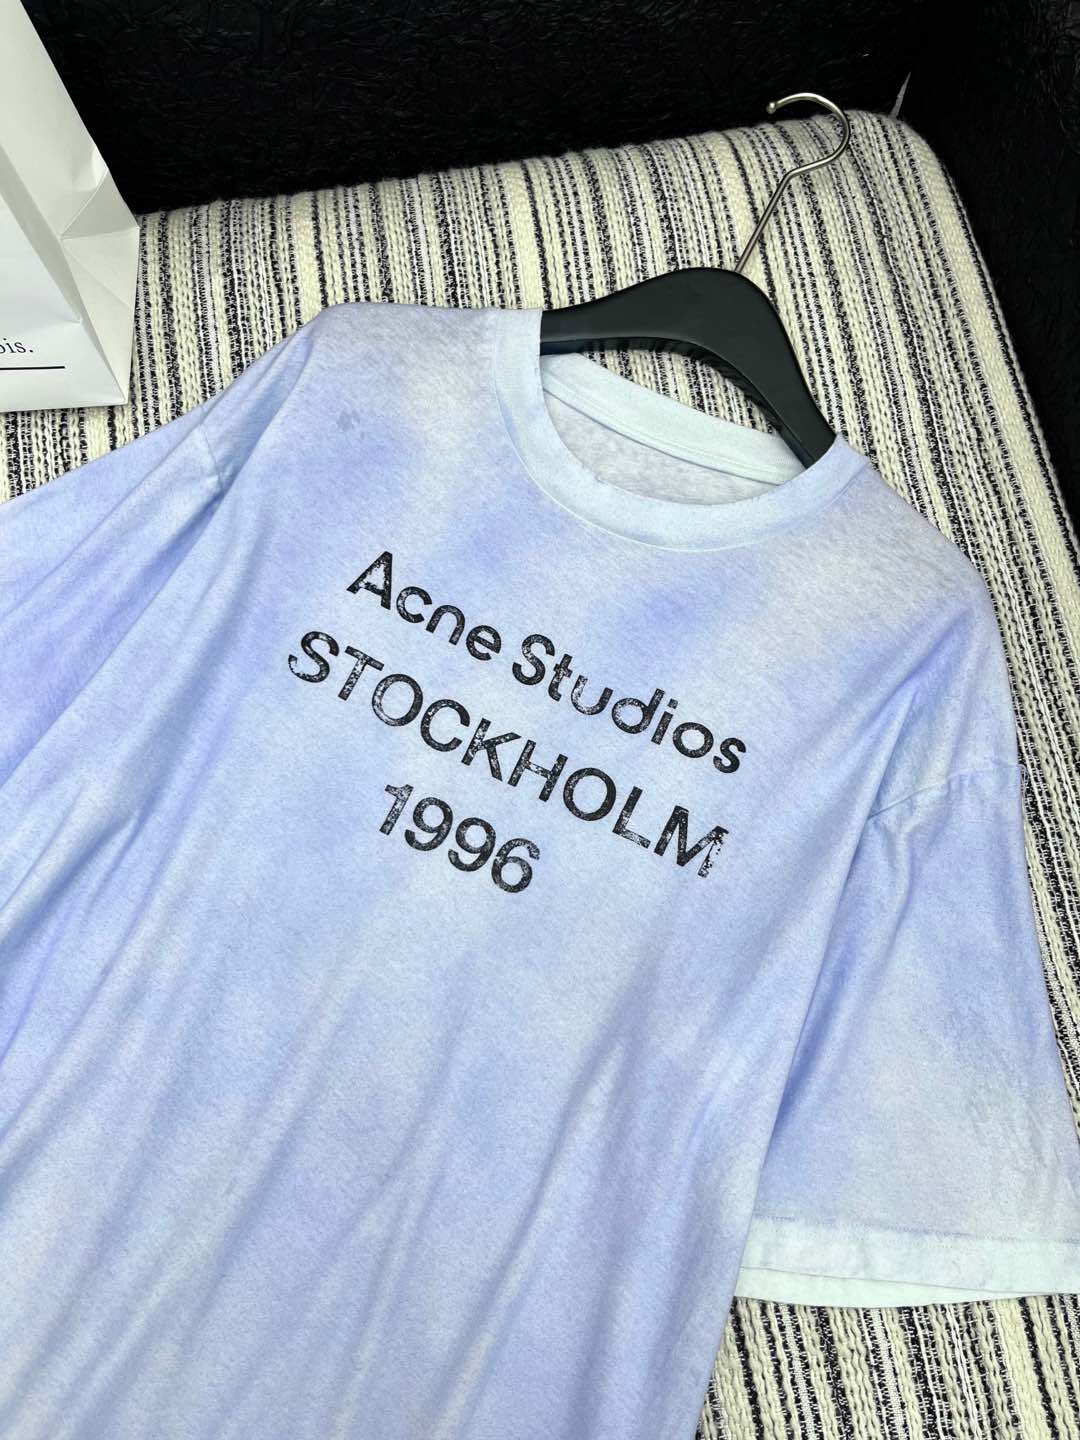 Acne Studios
STOCKHOLM
1996